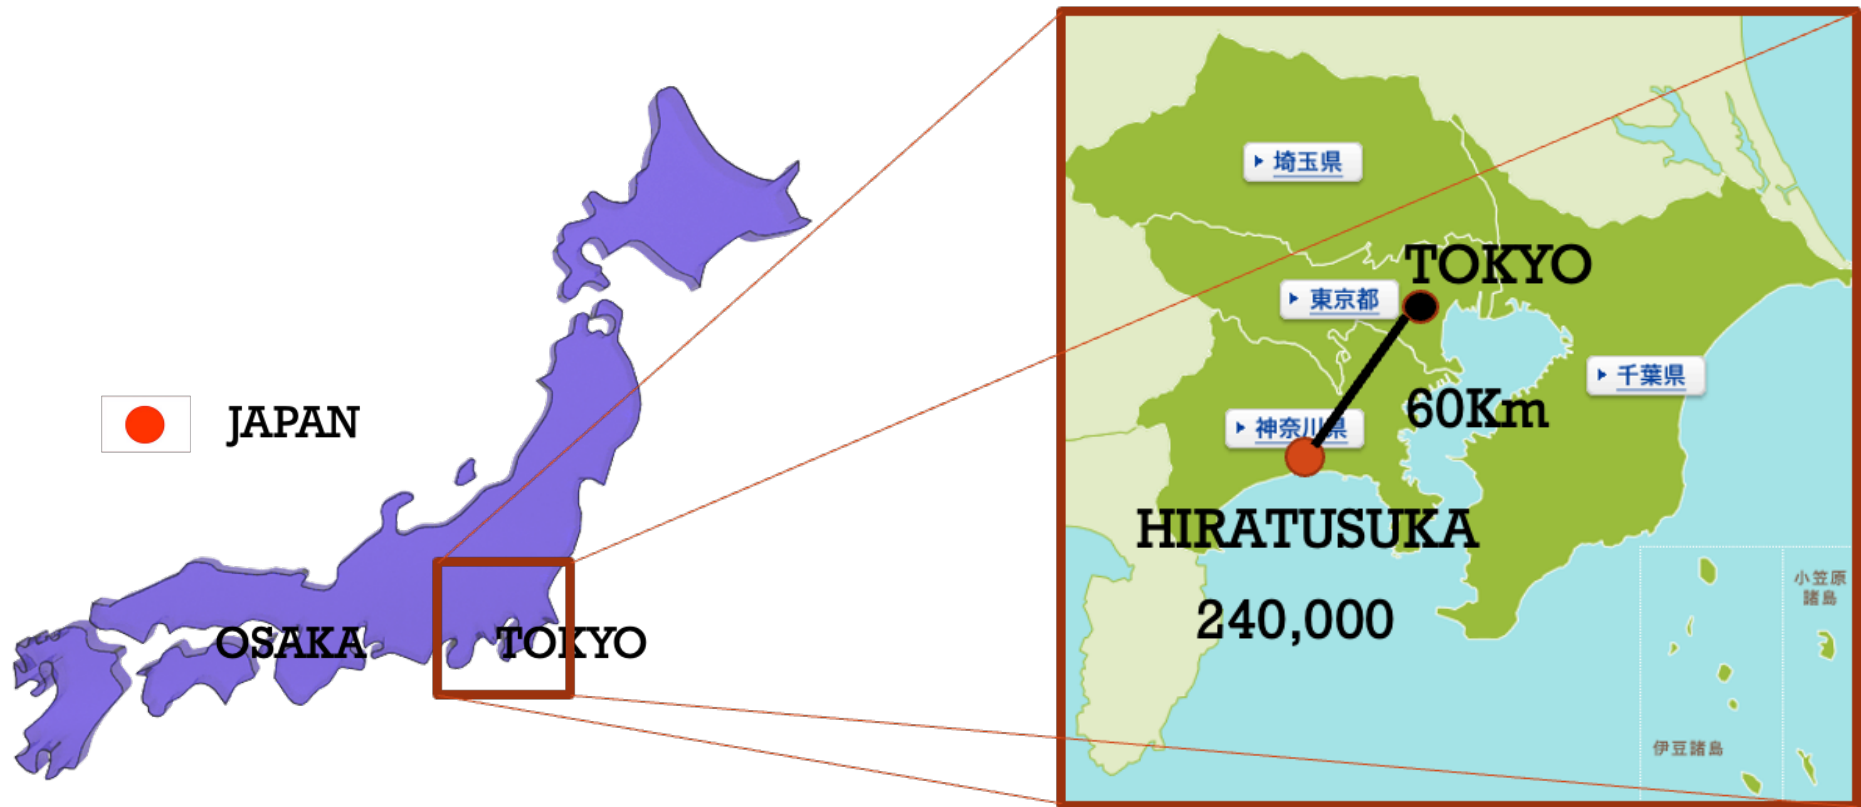 JAPAN
OSAKA
TOKYO
埼玉県
TOKYO
東京都
千葉県
60Km
神奈川県
HIRATUSUKA
240,000
小笠原
諸島
伊豆諸島